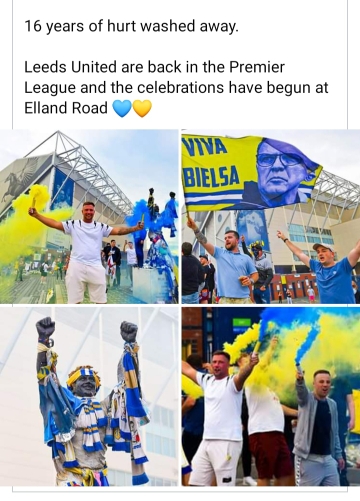 16 years of hurt washed away.
Leeds United are back in the Premier
League and the celebrations have begun at
Elland Road 💙💛
VIVA
BIELSA